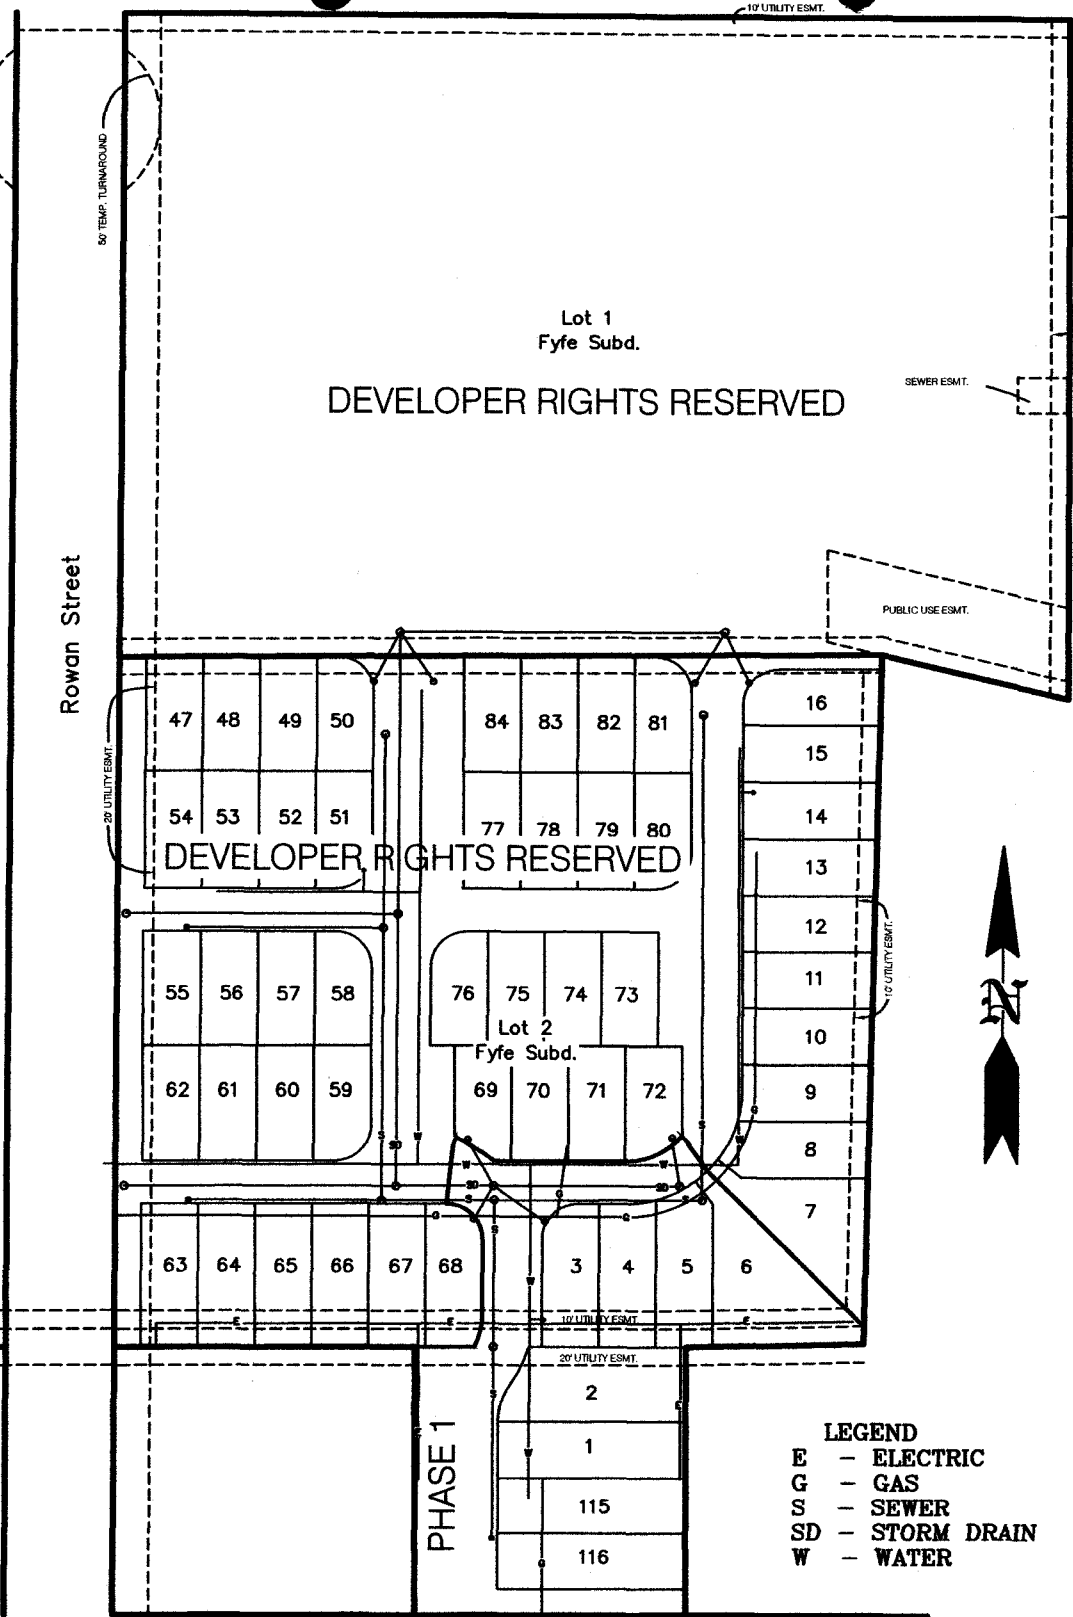 10' UTILITY ESMT.
50' TEMP. TURNAROUND
Lot 1
Fyfe Subd.
DEVELOPER RIGHTS RESERVED
SEWER ESMT.
PUBLIC USE ESMT.
Rowan Street
20' UTILITY ESMT.
47 48 49 50 84 83 82 81 16
15
54 53 52 51 77 78 79 80 14
DEVELOPER RIGHTS RESERVED
13
12
10' UTILITY ESMT.
11
55 56 57 58 76 75 74 73
Lot 2
Fyfe Subd.
10
62 61 60 59 69 70 71 72 9
S SD W S W G
8
W W
SD SD
S S
G G G
S
7
63 64 65 66 67 68 3 4 5 6
W
E E 10' UTILITY ESMT. E
20' UTILITY ESMT.
2
S E
1
E W
PHASE 1
115
116
G
N
LEGEND
E – ELECTRIC
G – GAS
S – SEWER
SD – STORM DRAIN
W – WATER